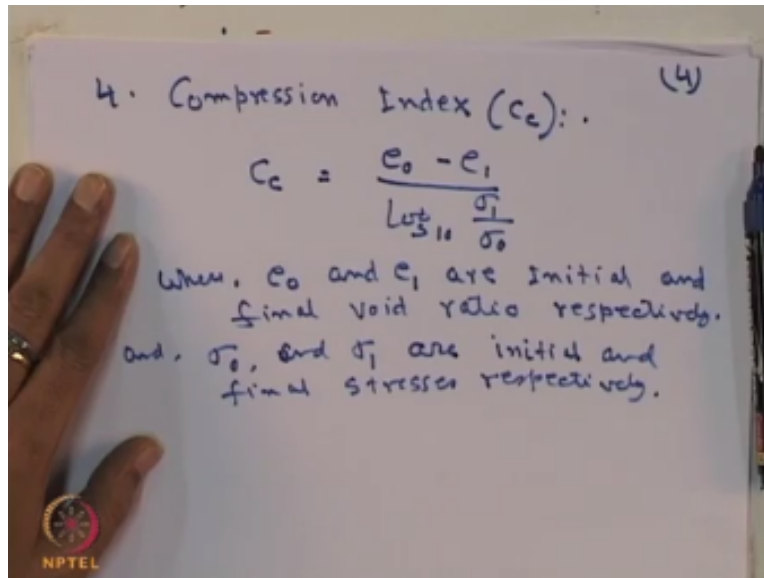 (4)
4. Compression Index (Cc):.
Cc = e0 - e1 / log10 σ1/σ0
where, e0 and e1 are Initial and
final void ratio respectively.
and, σ0, and σ1 are initial and
final stresses respectively.
NPTEL